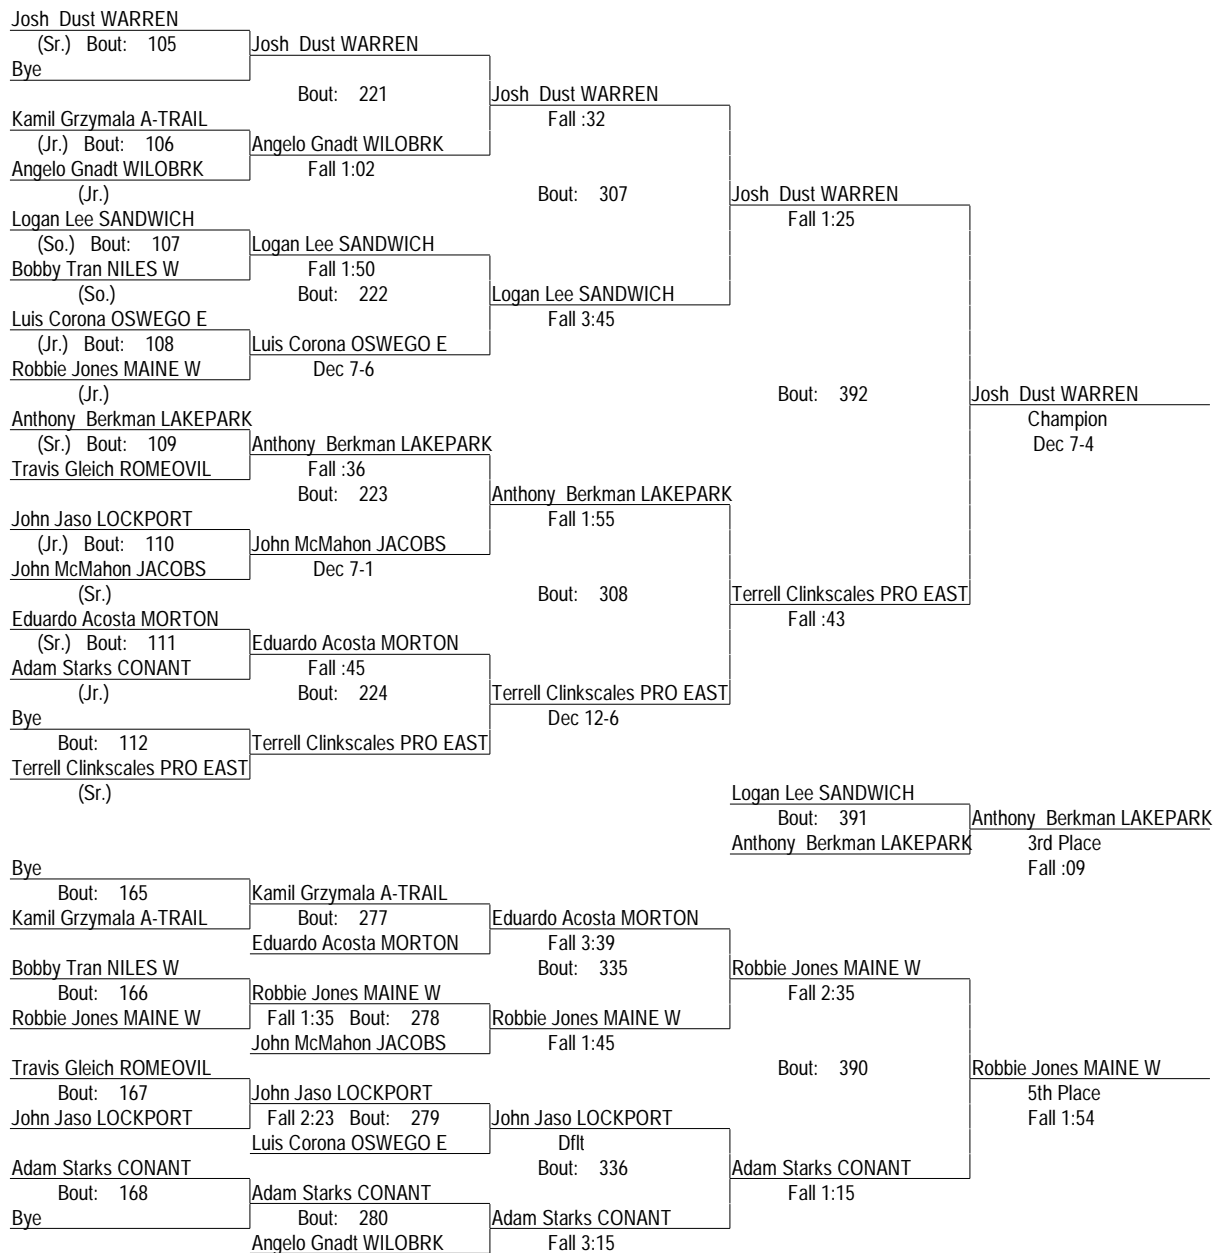 Josh Dust WARREN
(Sr.) Bout: 105 Josh Dust WARREN
Bye
Bout: 221 Josh Dust WARREN
Kamil Grzymala A-TRAIL Fall :32
(Jr.) Bout: 106 Angelo Gnadt WILOBRK
Angelo Gnadt WILOBRK Fall 1:02
(Jr.) Bout: 307 Josh Dust WARREN
Logan Lee SANDWICH Fall 1:25
(So.) Bout: 107 Logan Lee SANDWICH
Bobby Tran NILES W Fall 1:50
(So.) Bout: 222 Logan Lee SANDWICH
Luis Corona OSWEGO E Fall 3:45
(Jr.) Bout: 108 Luis Corona OSWEGO E
Robbie Jones MAINE W Dec 7-6
(Jr.) Bout: 392 Josh Dust WARREN
Anthony Berkman LAKEPARK Champion
(Sr.) Bout: 109 Anthony Berkman LAKEPARK Dec 7-4
Travis Gleich ROMEOVIL Fall :36
Bout: 223 Anthony Berkman LAKEPARK
John Jaso LOCKPORT Fall 1:55
(Jr.) Bout: 110 John McMahon JACOBS
John McMahon JACOBS Dec 7-1
(Sr.) Bout: 308 Terrell Clinkscales PRO EAST
Eduardo Acosta MORTON Fall :43
(Sr.) Bout: 111 Eduardo Acosta MORTON
Adam Starks CONANT Fall :45
(Jr.) Bout: 224 Terrell Clinkscales PRO EAST
Bye Dec 12-6
Bout: 112 Terrell Clinkscales PRO EAST
Terrell Clinkscales PRO EAST
(Sr.) Logan Lee SANDWICH
Bout: 391 Anthony Berkman LAKEPARK
Anthony Berkman LAKEPARK 3rd Place
Bye Fall :09
Bout: 165 Kamil Grzymala A-TRAIL
Kamil Grzymala A-TRAIL Bout: 277 Eduardo Acosta MORTON
Eduardo Acosta MORTON Fall 3:39
Bobby Tran NILES W Bout: 335 Robbie Jones MAINE W
Bout: 166 Robbie Jones MAINE W Fall 2:35
Robbie Jones MAINE W Fall 1:35 Bout: 278 Robbie Jones MAINE W
John McMahon JACOBS Fall 1:45
Travis Gleich ROMEOVIL Bout: 390 Robbie Jones MAINE W
Bout: 167 John Jaso LOCKPORT 5th Place
John Jaso LOCKPORT Fall 2:23 Bout: 279 John Jaso LOCKPORT Fall 1:54
Luis Corona OSWEGO E Dflt
Adam Starks CONANT Bout: 336 Adam Starks CONANT
Bout: 168 Adam Starks CONANT Fall 1:15
Bye Bout: 280 Adam Starks CONANT
Angelo Gnadt WILOBRK Fall 3:15